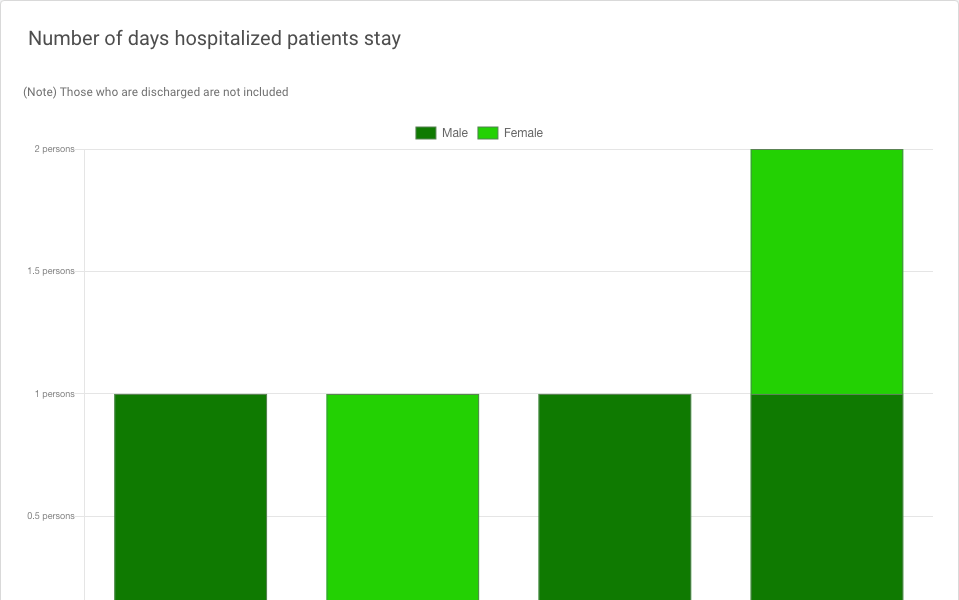 Number of days hospitalized patients stay
(Note) Those who are discharged are not included
Male Female
2 persons
1.5 persons
1 persons
0.5 persons